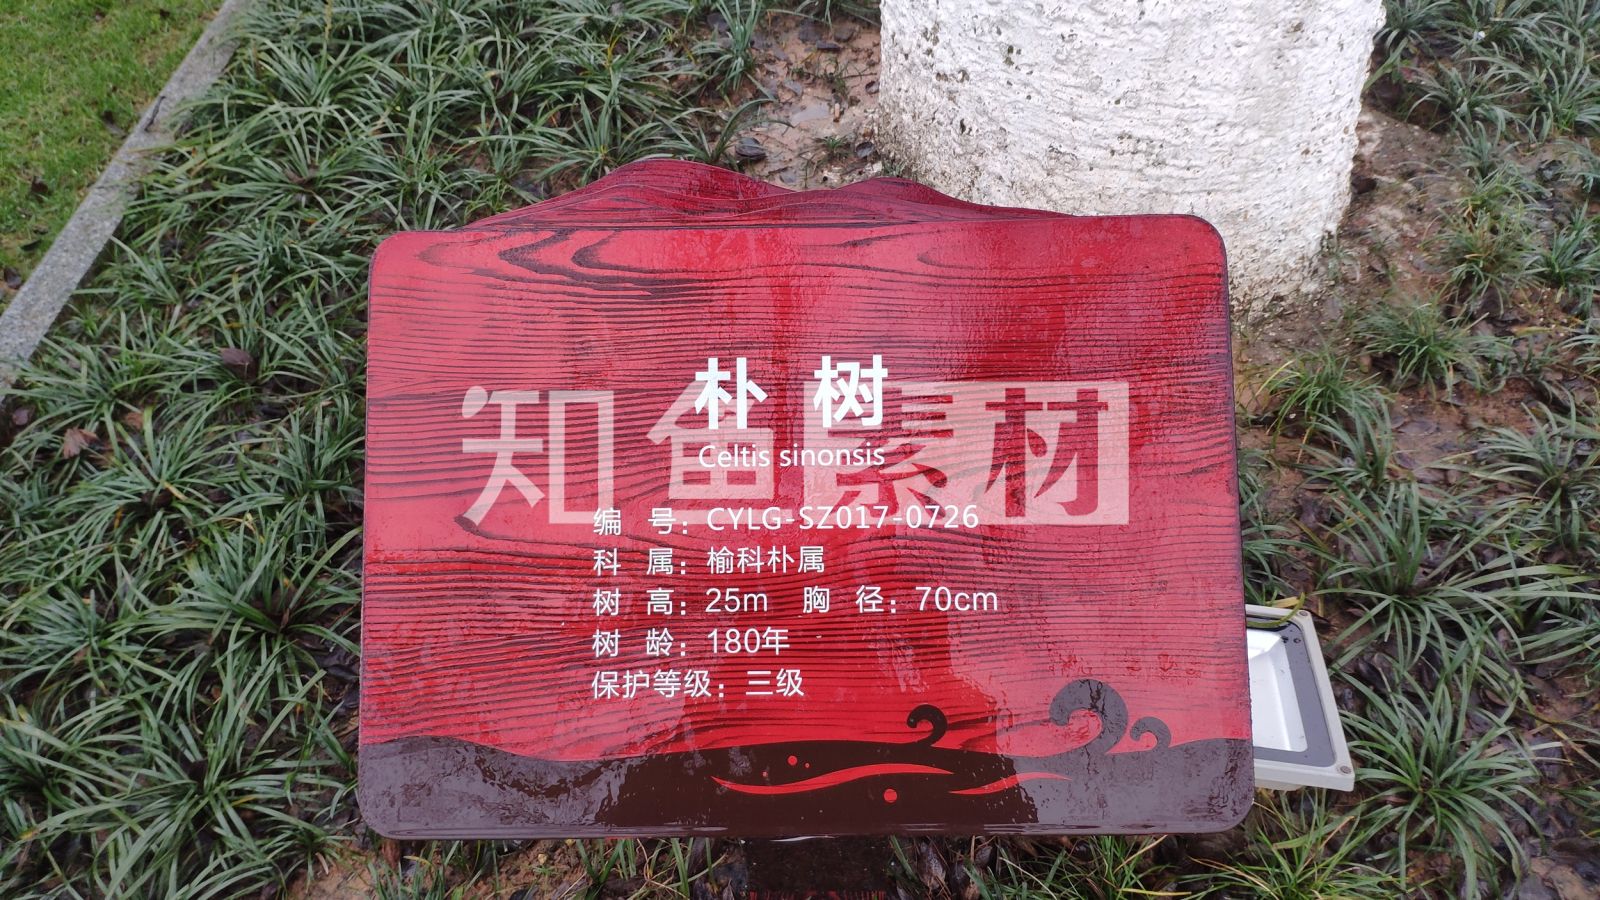 朴 树
Celtis sinonsis
知鱼素材
编 号：CYLG-SZ017-0726
科 属：榆科朴属
树 高：25m 胸 径：70cm
树 龄：180年
保护等级：三级